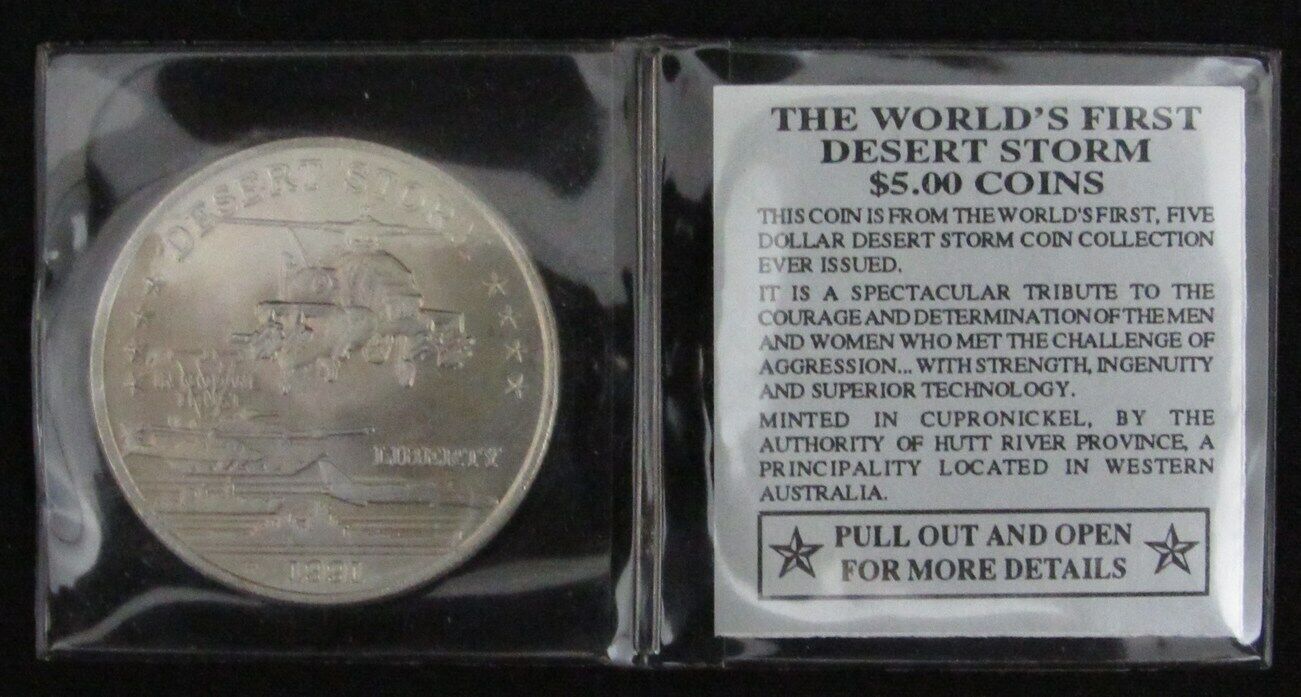 DESERT STORM
LIBERTY
1991
THE WORLD'S FIRST
DESERT STORM
$5.00 COINS
THIS COIN IS FROM THE WORLD'S FIRST, FIVE
DOLLAR DESERT STORM COIN COLLECTION
EVER ISSUED.
IT IS A SPECTACULAR TRIBUTE TO THE
COURAGE AND DETERMINATION OF THE MEN
AND WOMEN WHO MET THE CHALLENGE OF
AGGRESSION... WITH STRENGTH, INGENUITY
AND SUPERIOR TECHNOLOGY.
MINTED IN CUPRONICKEL, BY THE
AUTHORITY OF HUTT RIVER PROVINCE, A
PRINCIPALITY LOCATED IN WESTERN
AUSTRALIA.
PULL OUT AND OPEN
FOR MORE DETAILS